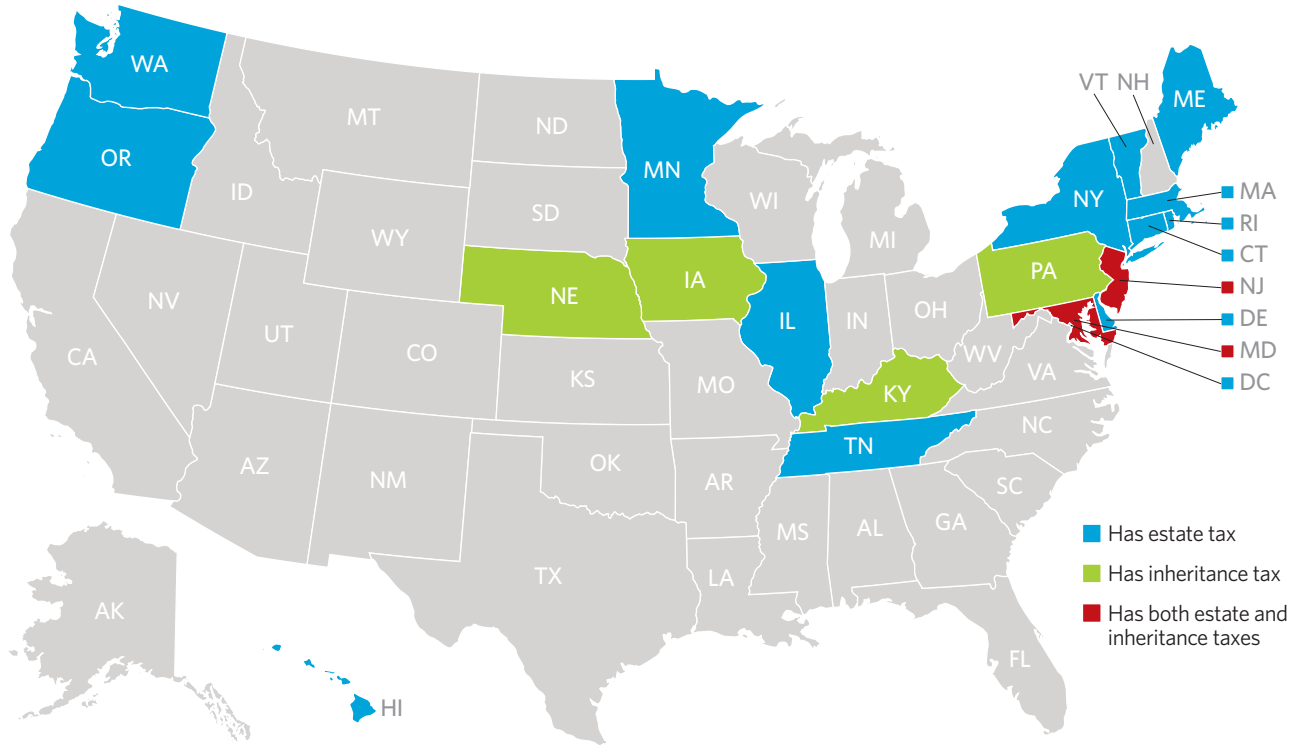 WA
OR
CA
NV
ID
MT
WY
UT
AZ
CO
NM
ND
SD
NE
KS
OK
TX
MN
IA
MO
AR
LA
WI
IL
MI
IN
OH
KY
TN
MS
AL
GA
FL
SC
NC
VA
WV
PA
NY
VT NH
ME
MA
RI
CT
NJ
DE
MD
DC
AK
HI
Has estate tax
Has inheritance tax
Has both estate and
inheritance taxes